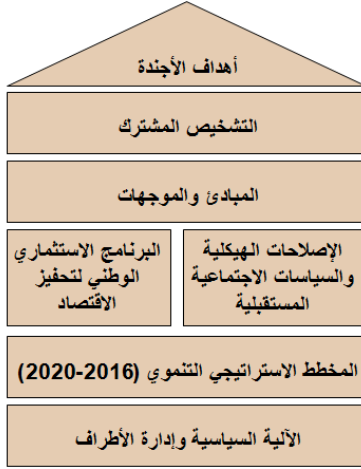 أهداف الأجندة
التشخيص المشترك
المبادئ والموجهات
الإصلاحات الهيكلية
والسياسات الاجتماعية
المستقبلية
البرنامج الاستثماري
الوطني لتحفيز
الاقتصاد
المخطط الاستراتيجي التنموي (2016-2020)
الآلية السياسية وإدارة الأطراف